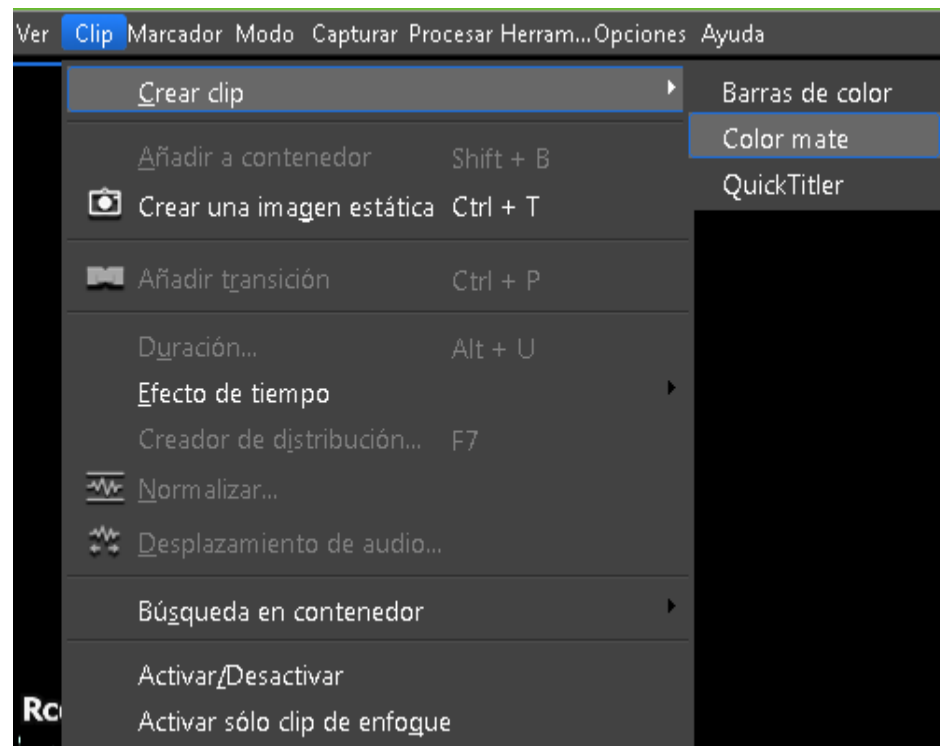 Ver Clip Marcador Modo Capturar Procesar Herram... Opciones Ayuda
Crear clip
Barras de color
Color mate
QuickTitler
Añadir a contenedor Shift + B
Crear una imagen estática Ctrl + T
Añadir transición Ctrl + P
Duración... Alt + U
Efecto de tiempo
Creador de distribución... F7
Normalizar...
Desplazamiento de audio...
Búsqueda en contenedor
Activar/Desactivar
Activar sólo clip de enfoque